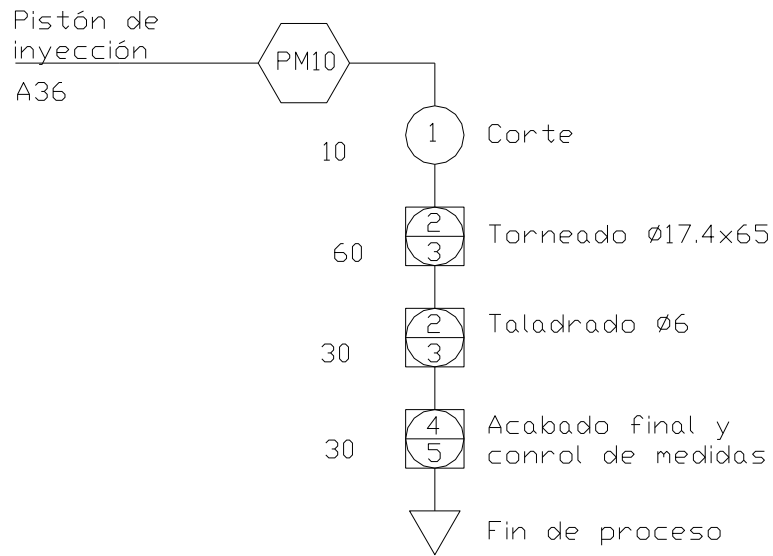 Pistón de
inyección
A36
PM10
10
1
Corte
60
2
3
Torneado Ø17.4x65
30
2
3
Taladrado Ø6
30
4
5
Acabado final y
conrol de medidas
Fin de proceso